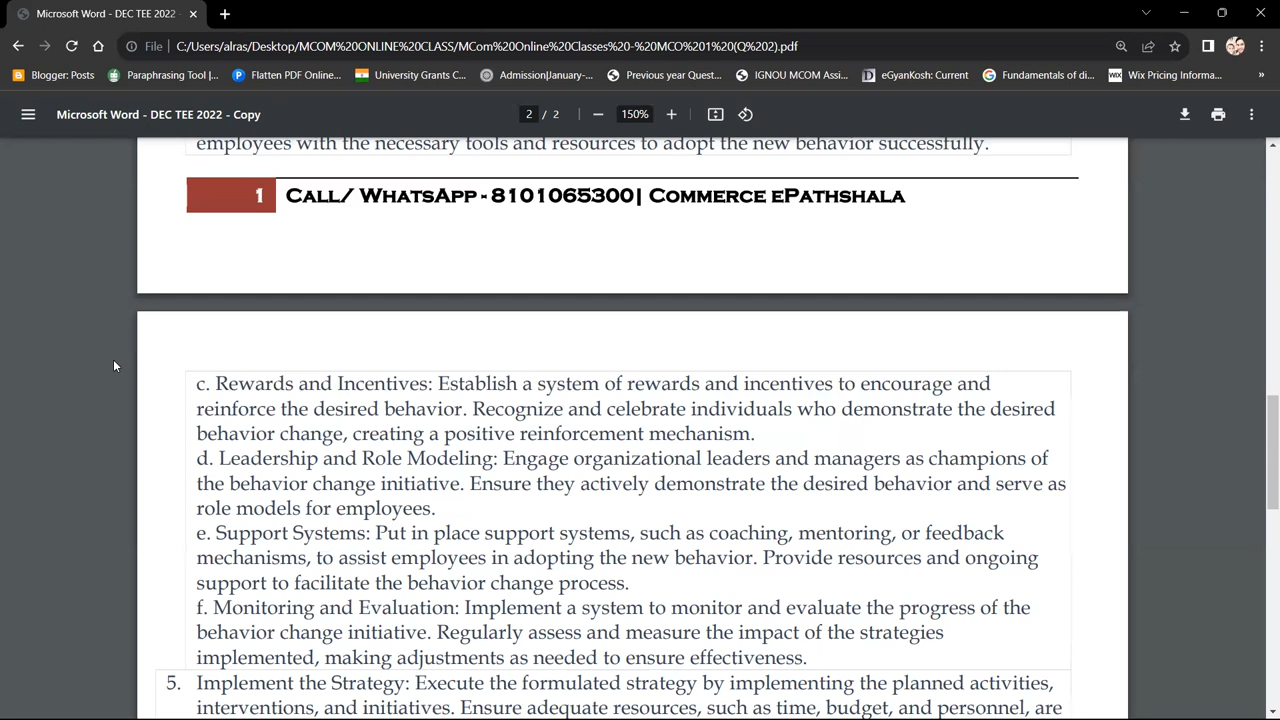 Microsoft Word - DEC TEE 2022 -
File C:/Users/alras/Desktop/MCOM%20ONLINE%20CLASS/MCom%20Online%20Classes%20-%20MCO%201%20(Q%202).pdf
Blogger: Posts Paraphrasing Tool |... Flatten PDF Online... University Grants C... Admission|January-... Previous year Quest... IGNOU MCOM Assi... eGyanKosh: Current Fundamentals of di... WIX Wix Pricing Informa... »
Microsoft Word - DEC TEE 2022 - Copy 2 / 2 150%
employees with the necessary tools and resources to adopt the new behavior successfully.
1 CALL/ WHATSAPP - 8101065300| COMMERCE EPATHSHALA
c. Rewards and Incentives: Establish a system of rewards and incentives to encourage and
reinforce the desired behavior. Recognize and celebrate individuals who demonstrate the desired
behavior change, creating a positive reinforcement mechanism.
d. Leadership and Role Modeling: Engage organizational leaders and managers as champions of
the behavior change initiative. Ensure they actively demonstrate the desired behavior and serve as
role models for employees.
e. Support Systems: Put in place support systems, such as coaching, mentoring, or feedback
mechanisms, to assist employees in adopting the new behavior. Provide resources and ongoing
support to facilitate the behavior change process.
f. Monitoring and Evaluation: Implement a system to monitor and evaluate the progress of the
behavior change initiative. Regularly assess and measure the impact of the strategies
implemented, making adjustments as needed to ensure effectiveness.
5. Implement the Strategy: Execute the formulated strategy by implementing the planned activities,
interventions, and initiatives. Ensure adequate resources, such as time, budget, and personnel, are